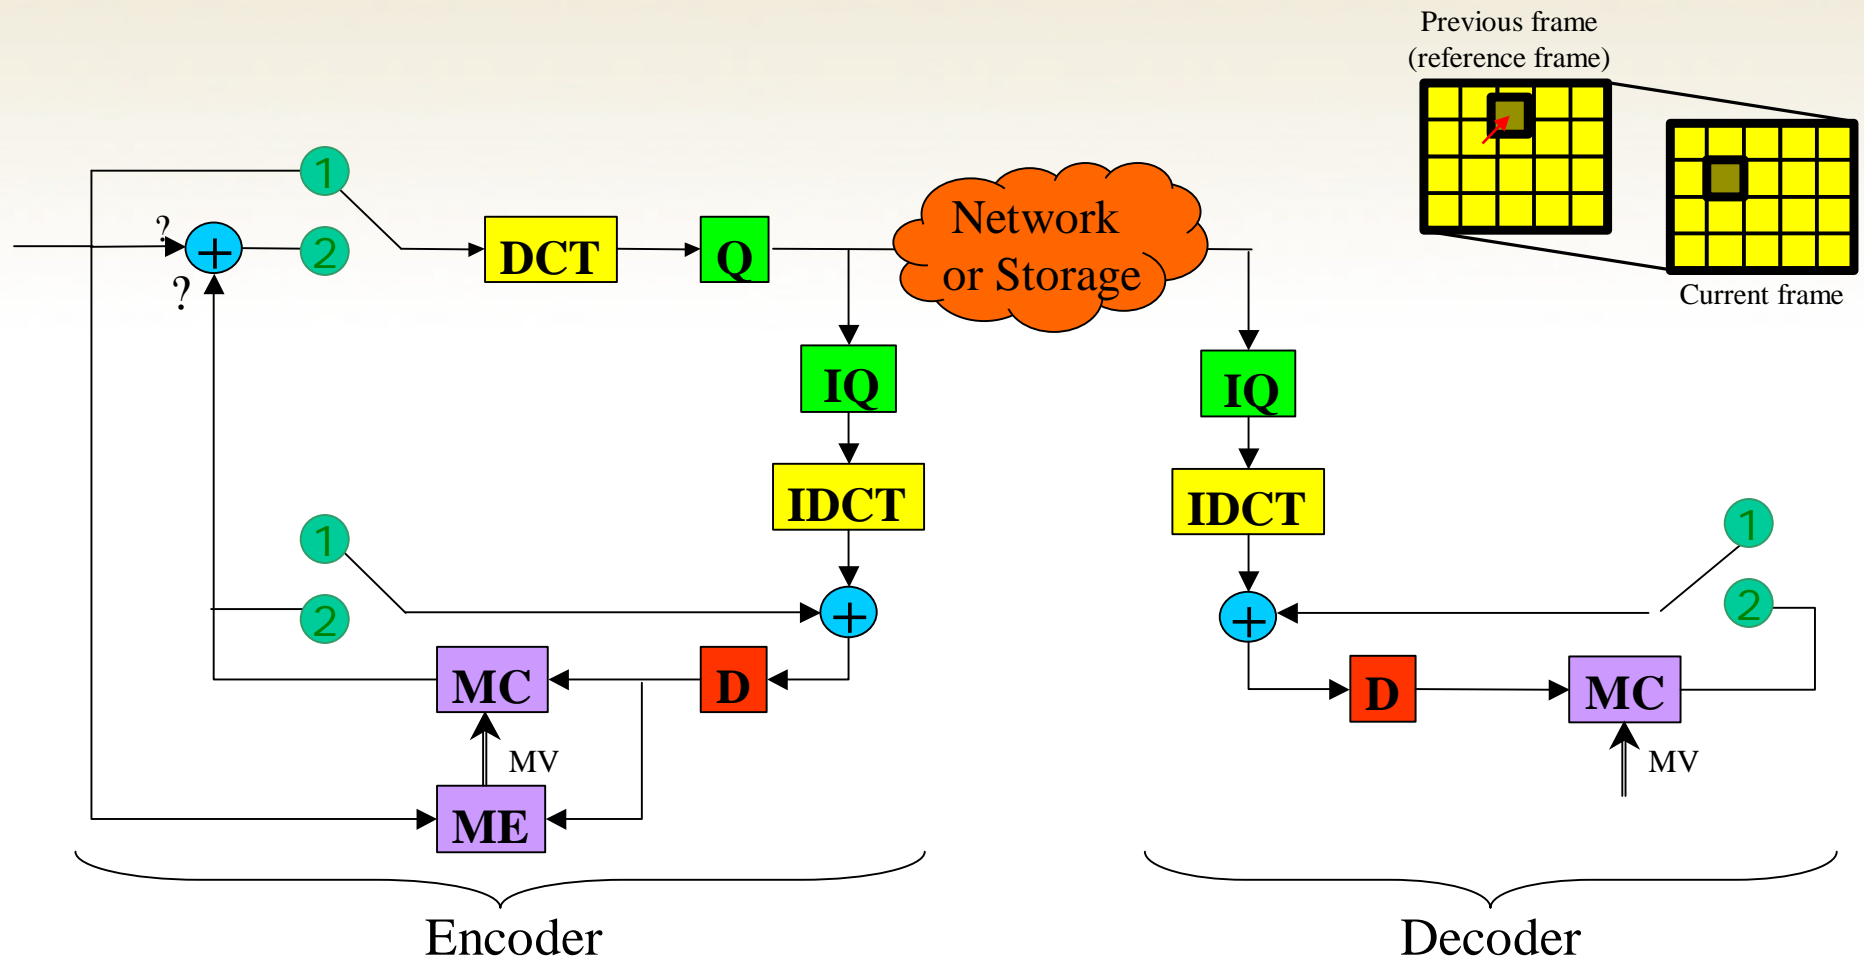 Previous frame
(reference frame)
Current frame
1
?
+
?
2
DCT
Q
Network
or Storage
IQ
IDCT
1
2
+
MC
D
MV
ME
Encoder
IQ
IDCT
1
2
+
D
MC
MV
Decoder